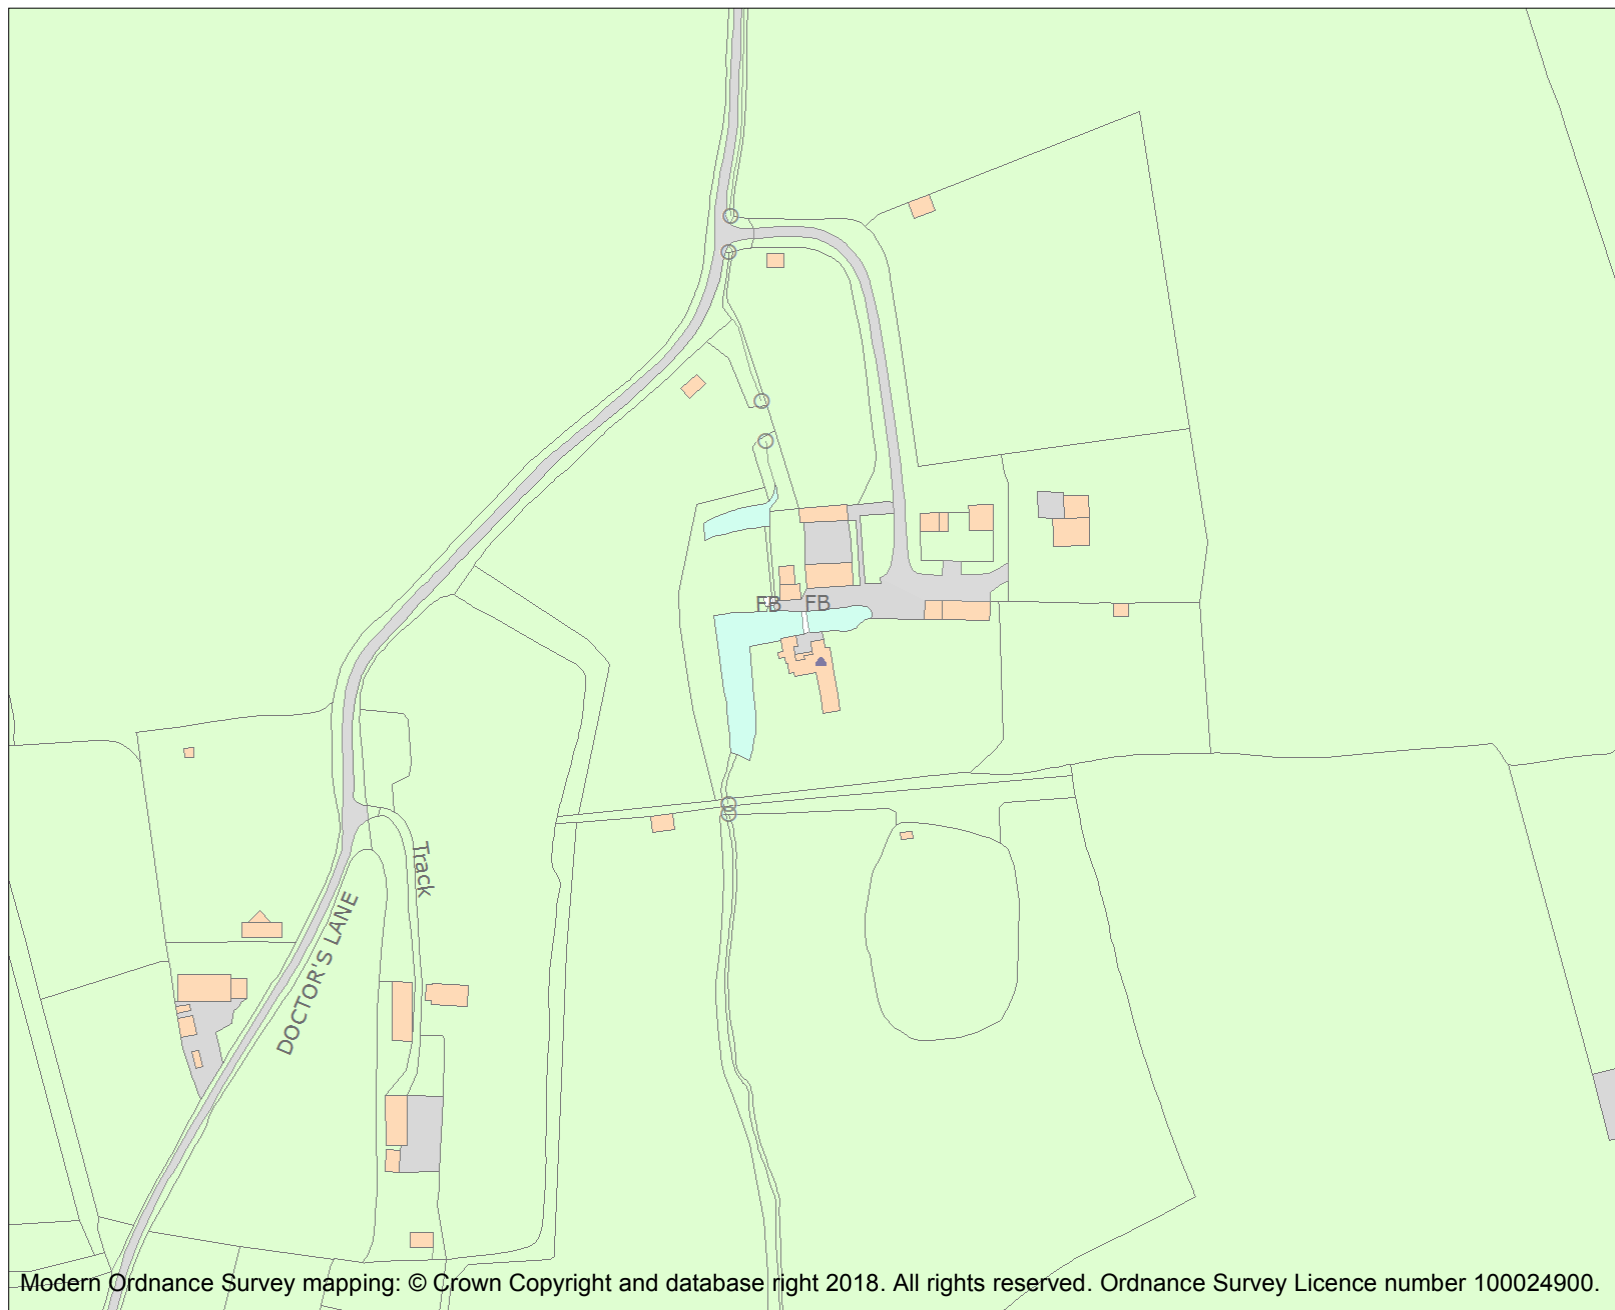 FB FB
Track
DOCTOR'S LANE
Modern Ordnance Survey mapping: © Crown Copyright and database right 2018. All rights reserved. Ordnance Survey Licence number 100024900.